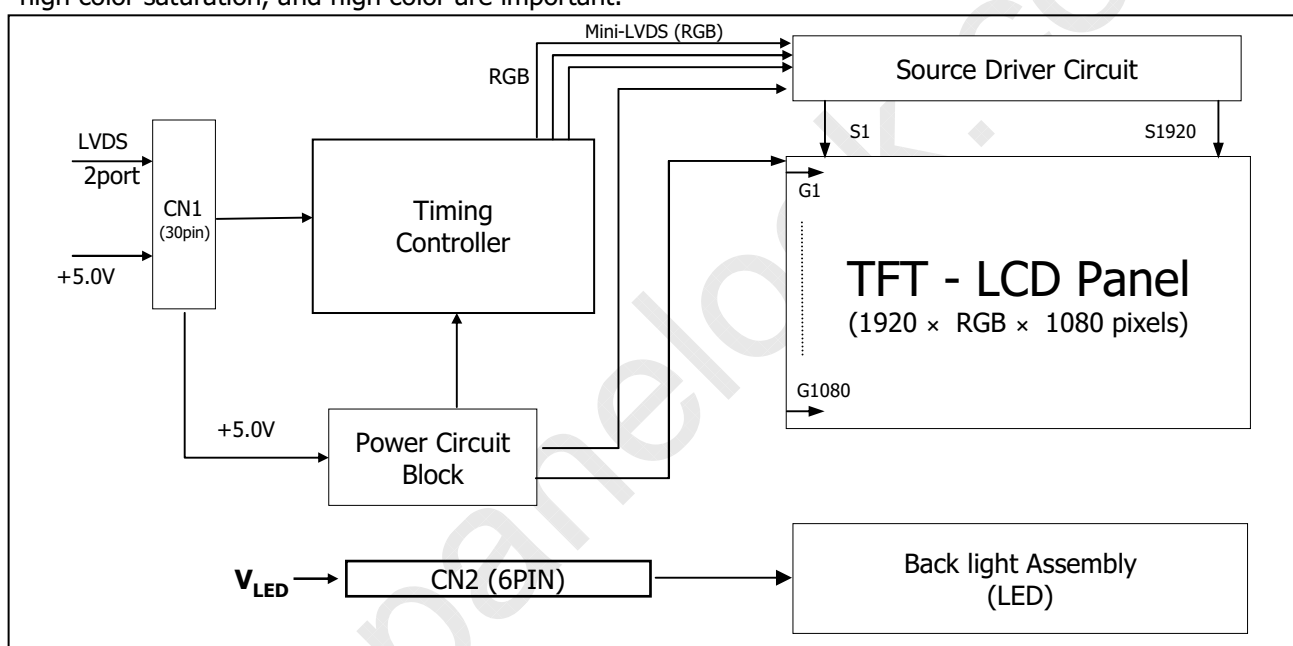 high color saturation, and high color are important.
Mini-LVDS (RGB)
RGB
Source Driver Circuit
S1
S1920
LVDS
2port
CN1
(30pin)
+5.0V
Timing
Controller
G1
TFT - LCD Panel
(1920 × RGB × 1080 pixels)
G1080
+5.0V
Power Circuit
Block
V_LED
CN2 (6PIN)
Back light Assembly
(LED)